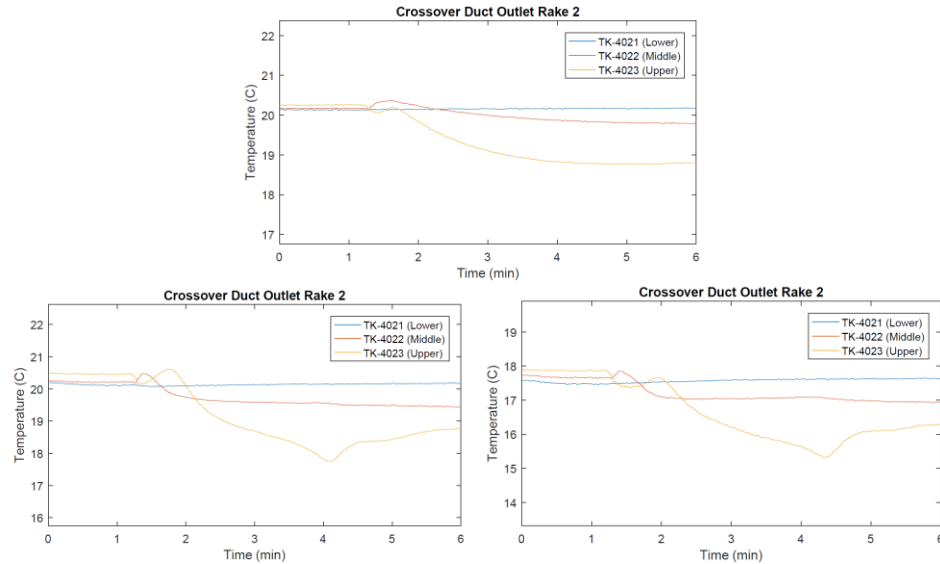 Crossover Duct Outlet Rake 2
22
21
20
19
18
17
Temperature (C)
TK-4021 (Lower)
TK-4022 (Middle)
TK-4023 (Upper)
0 1 2 3 4 5 6
Time (min)
Crossover Duct Outlet Rake 2
22
21
20
19
18
17
16
Temperature (C)
TK-4021 (Lower)
TK-4022 (Middle)
TK-4023 (Upper)
0 1 2 3 4 5 6
Time (min)
Crossover Duct Outlet Rake 2
19
18
17
16
15
14
Temperature (C)
TK-4021 (Lower)
TK-4022 (Middle)
TK-4023 (Upper)
0 1 2 3 4 5 6
Time (min)